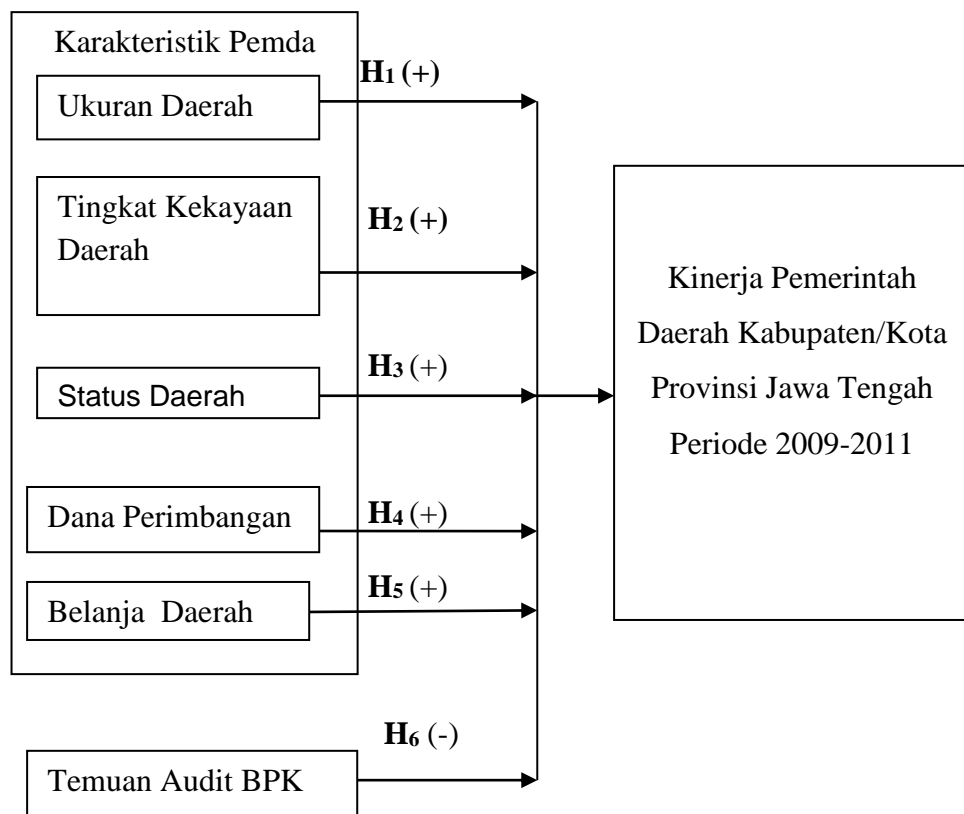 Karakteristik Pemda
H1 (+)
Ukuran Daerah
Tingkat Kekayaan
Daerah
H2 (+)
Status Daerah
H3 (+)
Dana Perimbangan
H4 (+)
Belanja Daerah
H5 (+)
Temuan Audit BPK
H6 (-)
Kinerja Pemerintah
Daerah Kabupaten/Kota
Provinsi Jawa Tengah
Periode 2009-2011